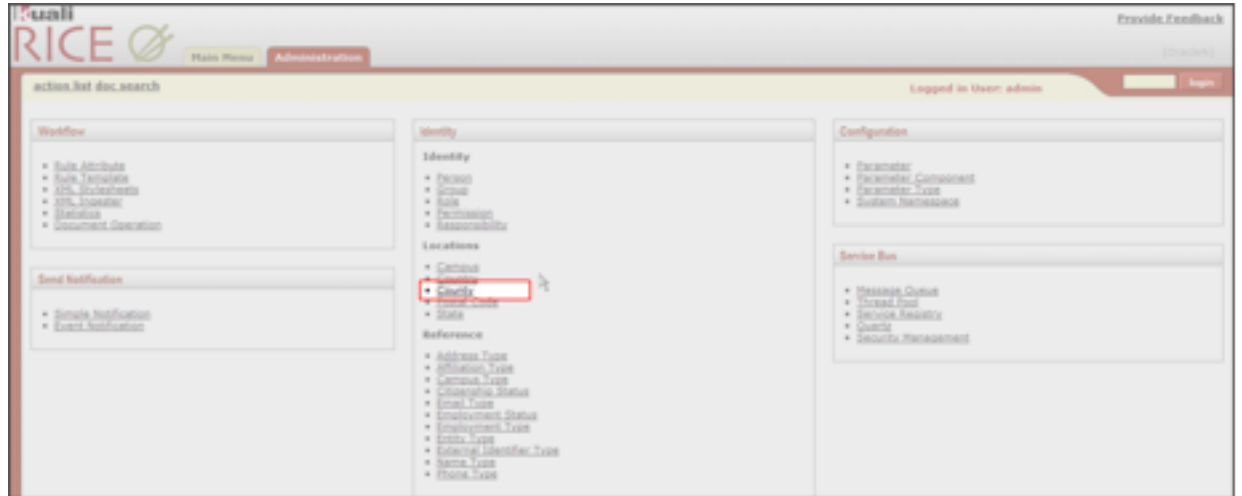 kuali
RICE
Provide Feedback
Main Menu
Administration
action list doc search
Logged in User: admin
login
Workflow
Rule Attribute
Rule Template
XML Stylesheets
XML Ingester
Statistics
Document Operation
Send Notification
Simple Notification
Event Notification
Identity
Identity
Person
Group
Role
Permission
Responsibility
Locations
Campus
Country
County
Postal Code
State
Reference
Address Type
Affiliation Type
Campus Type
Citizenship Status
Email Type
Employment Status
Employment Type
Entity Type
External Identifier Type
Name Type
Phone Type
Configuration
Parameter
Parameter Component
Parameter Type
System Namespace
Service Bus
Message Queue
Thread Pool
Service Registry
Quartz
Security Management